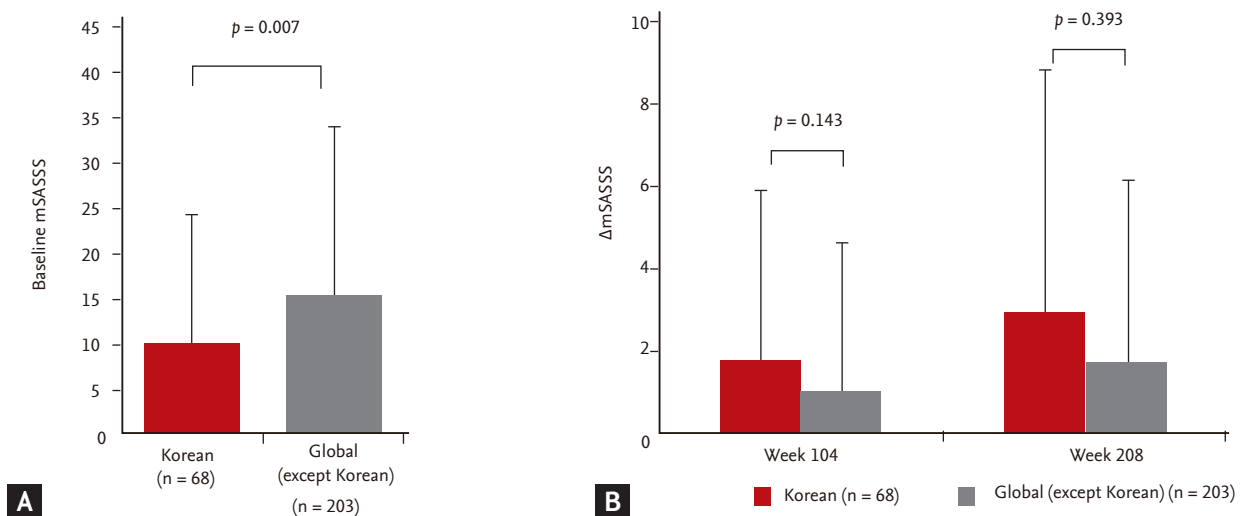 45
40
35
30
25
20
15
10
5
0
Baseline mSASSS
p = 0.007
Korean
(n = 68)
Global
(except Korean)
(n = 203)
A
10
8
6
4
2
0
ΔmSASSS
p = 0.143
p = 0.393
Week 104
Week 208
Korean (n = 68)
Global (except Korean) (n = 203)
B